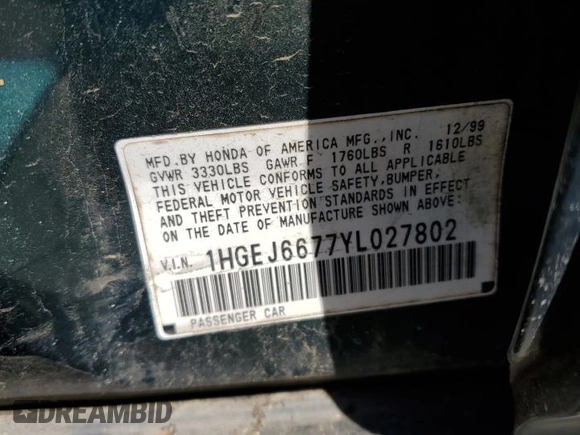 MFD.BY HONDA OF AMERICA MFG.,INC. 12/99
GVWR 3330LBS GAWR F 1760LBS R 1610LBS
THIS VEHICLE CONFORMS TO ALL APPLICABLE
FEDERAL MOTOR VEHICLE SAFETY,BUMPER,
AND THEFT PREVENTION STANDARDS IN EFFECT
ON THE DATE OF MANUFACTURE SHOWN ABOVE:
V.I.N. 1HGEJ6677YL027802
PASSENGER CAR
DREAMBID